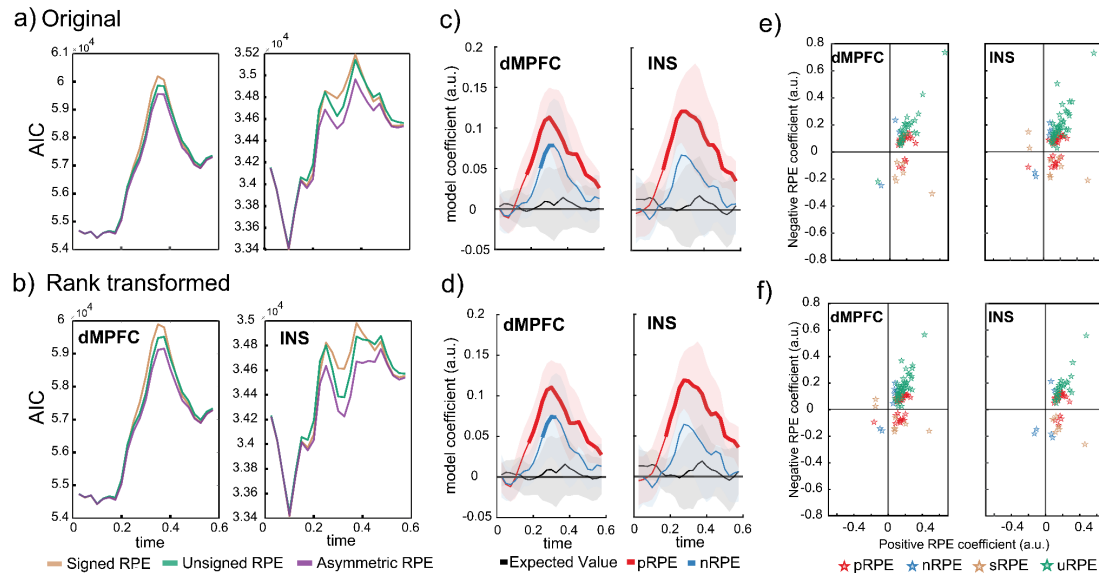 a) Original
×10⁴
6.1
6
5.9
5.8
5.7
5.6
5.5
5.4
AIC
×10⁴
3.52
3.5
3.48
3.46
3.44
3.42
3.4
3.38
3.36
3.34
b) Rank transformed
×10⁴
6
5.9
5.8
5.7
5.6
5.5
5.4
AIC
dMPFC
0 0.2 0.4 0.6
time
×10⁴
3.5
3.48
3.46
3.44
3.42
3.4
3.38
3.36
3.34
INS
0 0.2 0.4 0.6
time
Signed RPE Unsigned RPE Asymmetric RPE
c)
0.2
0.15
0.1
0.05
0
-0.05
model coefficient (a.u.)
dMPFC
INS
d)
0.2
0.15
0.1
0.05
0
-0.05
model coefficient (a.u.)
dMPFC
INS
0 0.2 0.4 0.6
time
0 0.2 0.4 0.6
time
Expected Value pRPE nRPE
e)
0.8
0.6
0.4
0.2
0
-0.2
-0.4
-0.6
-0.8
Negative RPE coefficient (a.u.)
dMPFC
INS
f)
0.8
0.6
0.4
0.2
0
-0.2
-0.4
-0.6
-0.8
Negative RPE coefficient (a.u.)
dMPFC
INS
-0.4 0 0.4
-0.4 0 0.4
Positive RPE coefficient (a.u.)
pRPE nRPE sRPE uRPE